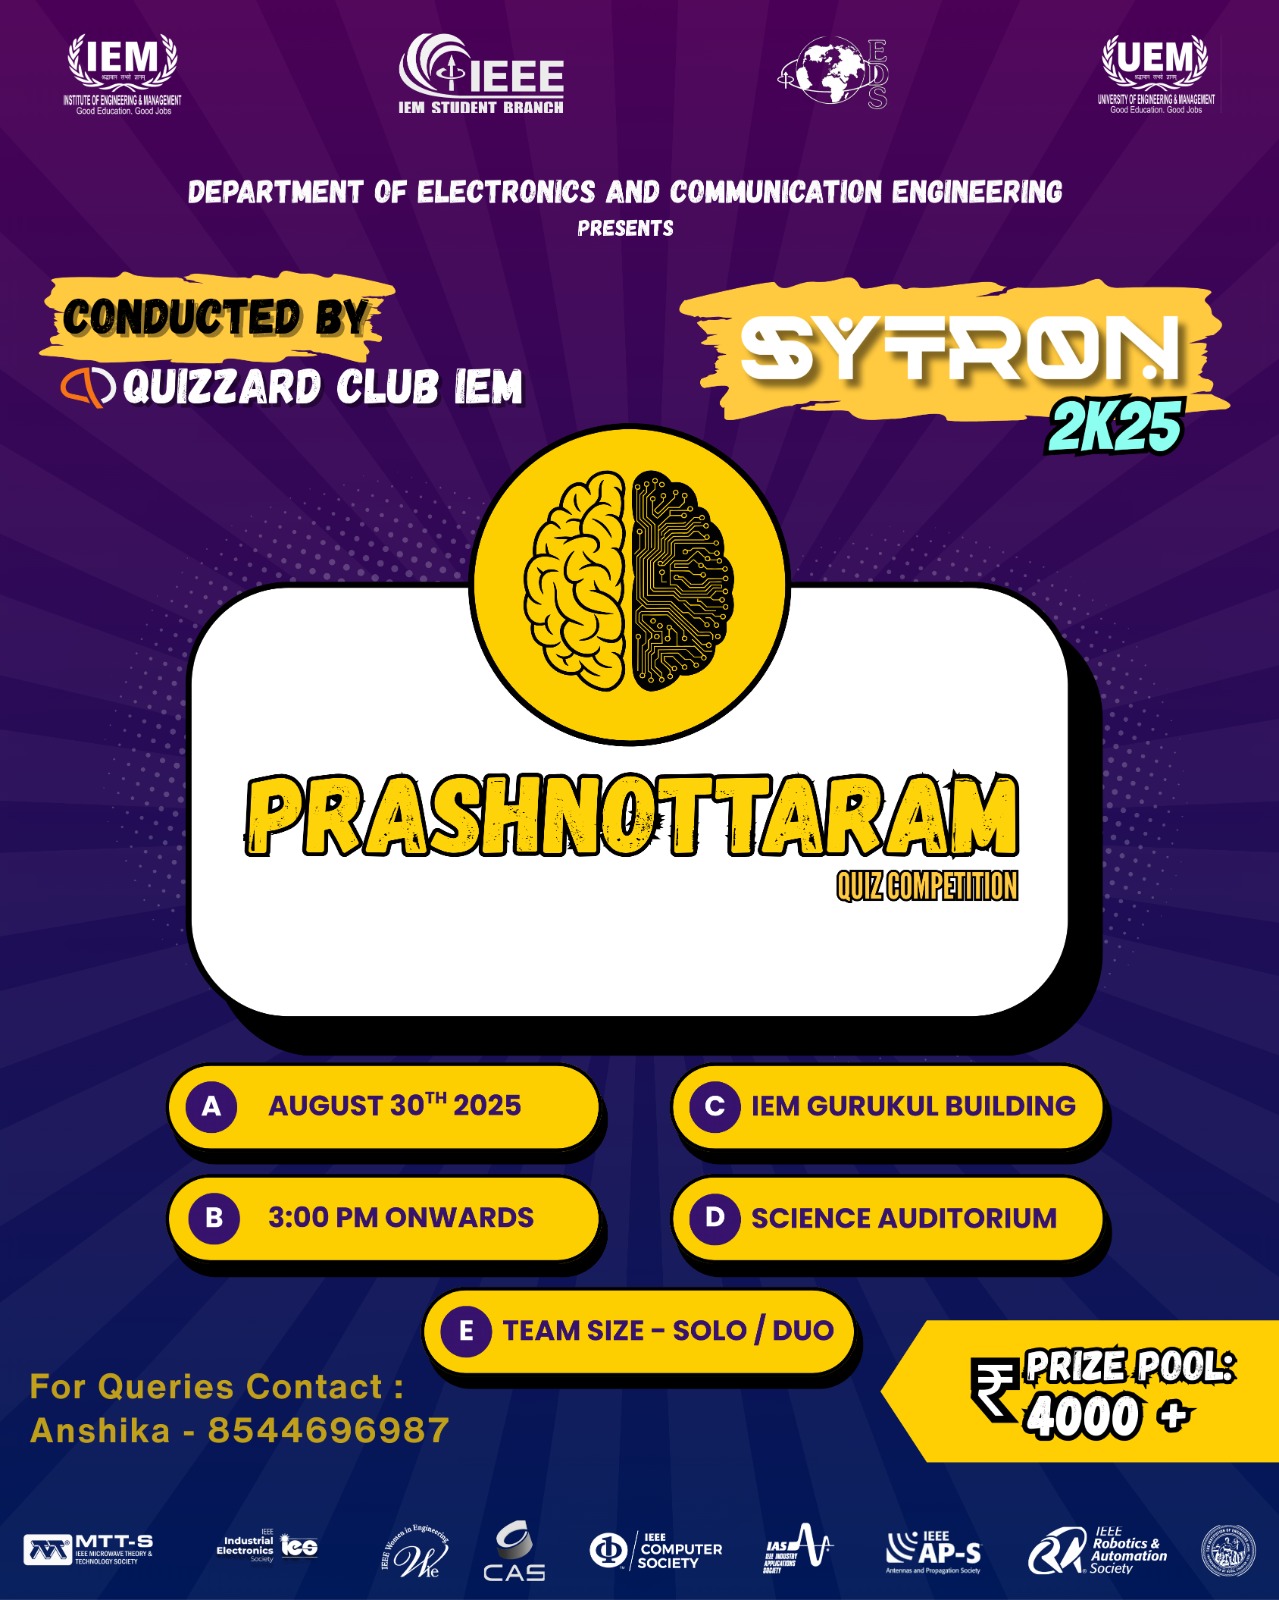 IEM
INSTITUTE OF ENGINEERING & MANAGEMENT
Good Education, Good Jobs
IEEE
IEM STUDENT BRANCH
EDS
UEM
UNIVERSITY OF ENGINEERING & MANAGEMENT
Good Education, Good Jobs
DEPARTMENT OF ELECTRONICS AND COMMUNICATION ENGINEERING
PRESENTS
CONDUCTED BY
QUIZZARD CLUB IEM
SYTRON
2K25
PRASHNOTTARAM
QUIZ COMPETITION
A AUGUST 30TH 2025
B 3:00 PM ONWARDS
C IEM GURUKUL BUILDING
D SCIENCE AUDITORIUM
E TEAM SIZE – SOLO / DUO
For Queries Contact :
Anshika - 8544696987
₹ PRIZE POOL:
4000 +
MTT-S
IEEE MICROWAVE THEORY &
TECHNOLOGY SOCIETY
IEEE
Industrial
Electronics
Society
ies
IEEE Women in Engineering
WIE
CAS
IEEE
COMPUTER
SOCIETY
IAS
IEEE INDUSTRY
APPLICATIONS
SOCIETY
IEEE
AP-S
Antennas and Propagation Society
IEEE
Robotics &
Automation
Society